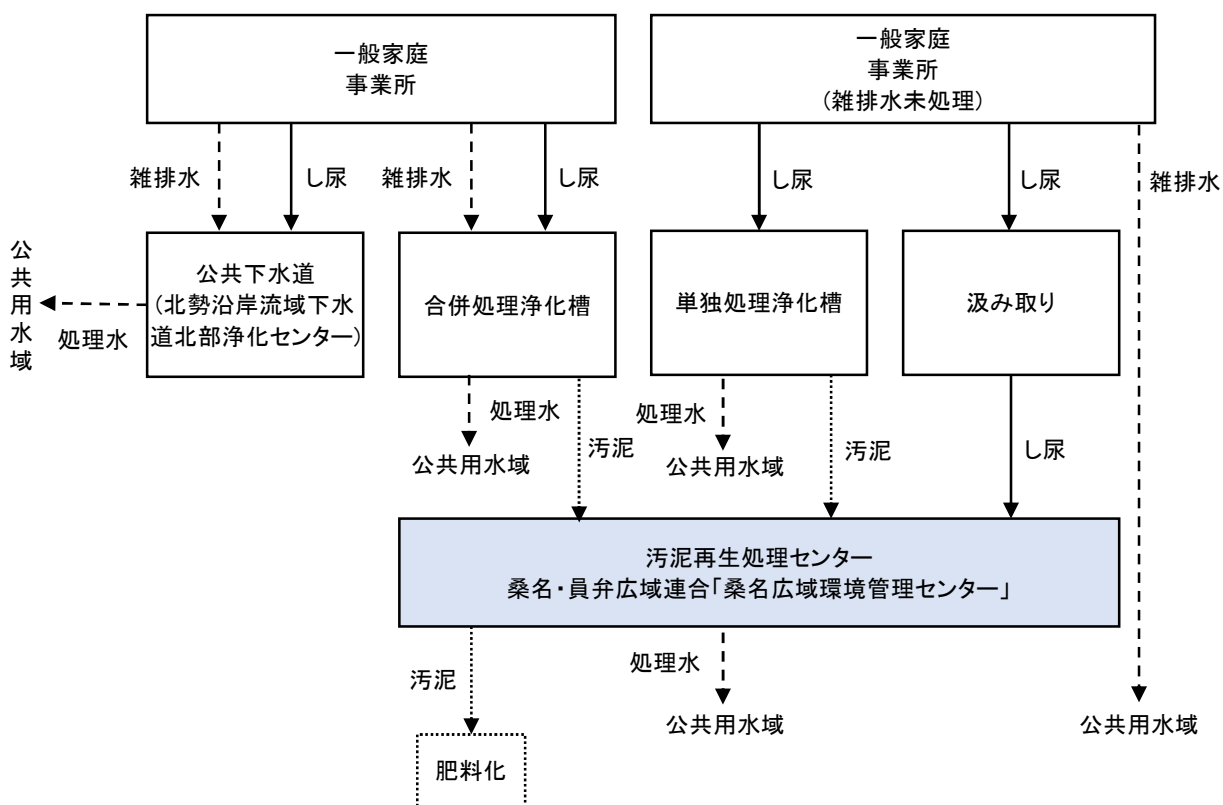 一般家庭
事業所
一般家庭
事業所
(雑排水未処理)
雑排水
し尿
雑排水
し尿
し尿
し尿
雑排水
公共用水域
処理水
公共下水道
(北勢沿岸流域下水
道北部浄化センター)
合併処理浄化槽
単独処理浄化槽
汲み取り
処理水
公共用水域
汚泥
処理水
公共用水域
汚泥
し尿
汚泥再生処理センター
桑名・員弁広域連合「桑名広域環境管理センター」
汚泥
処理水
公共用水域
公共用水域
肥料化